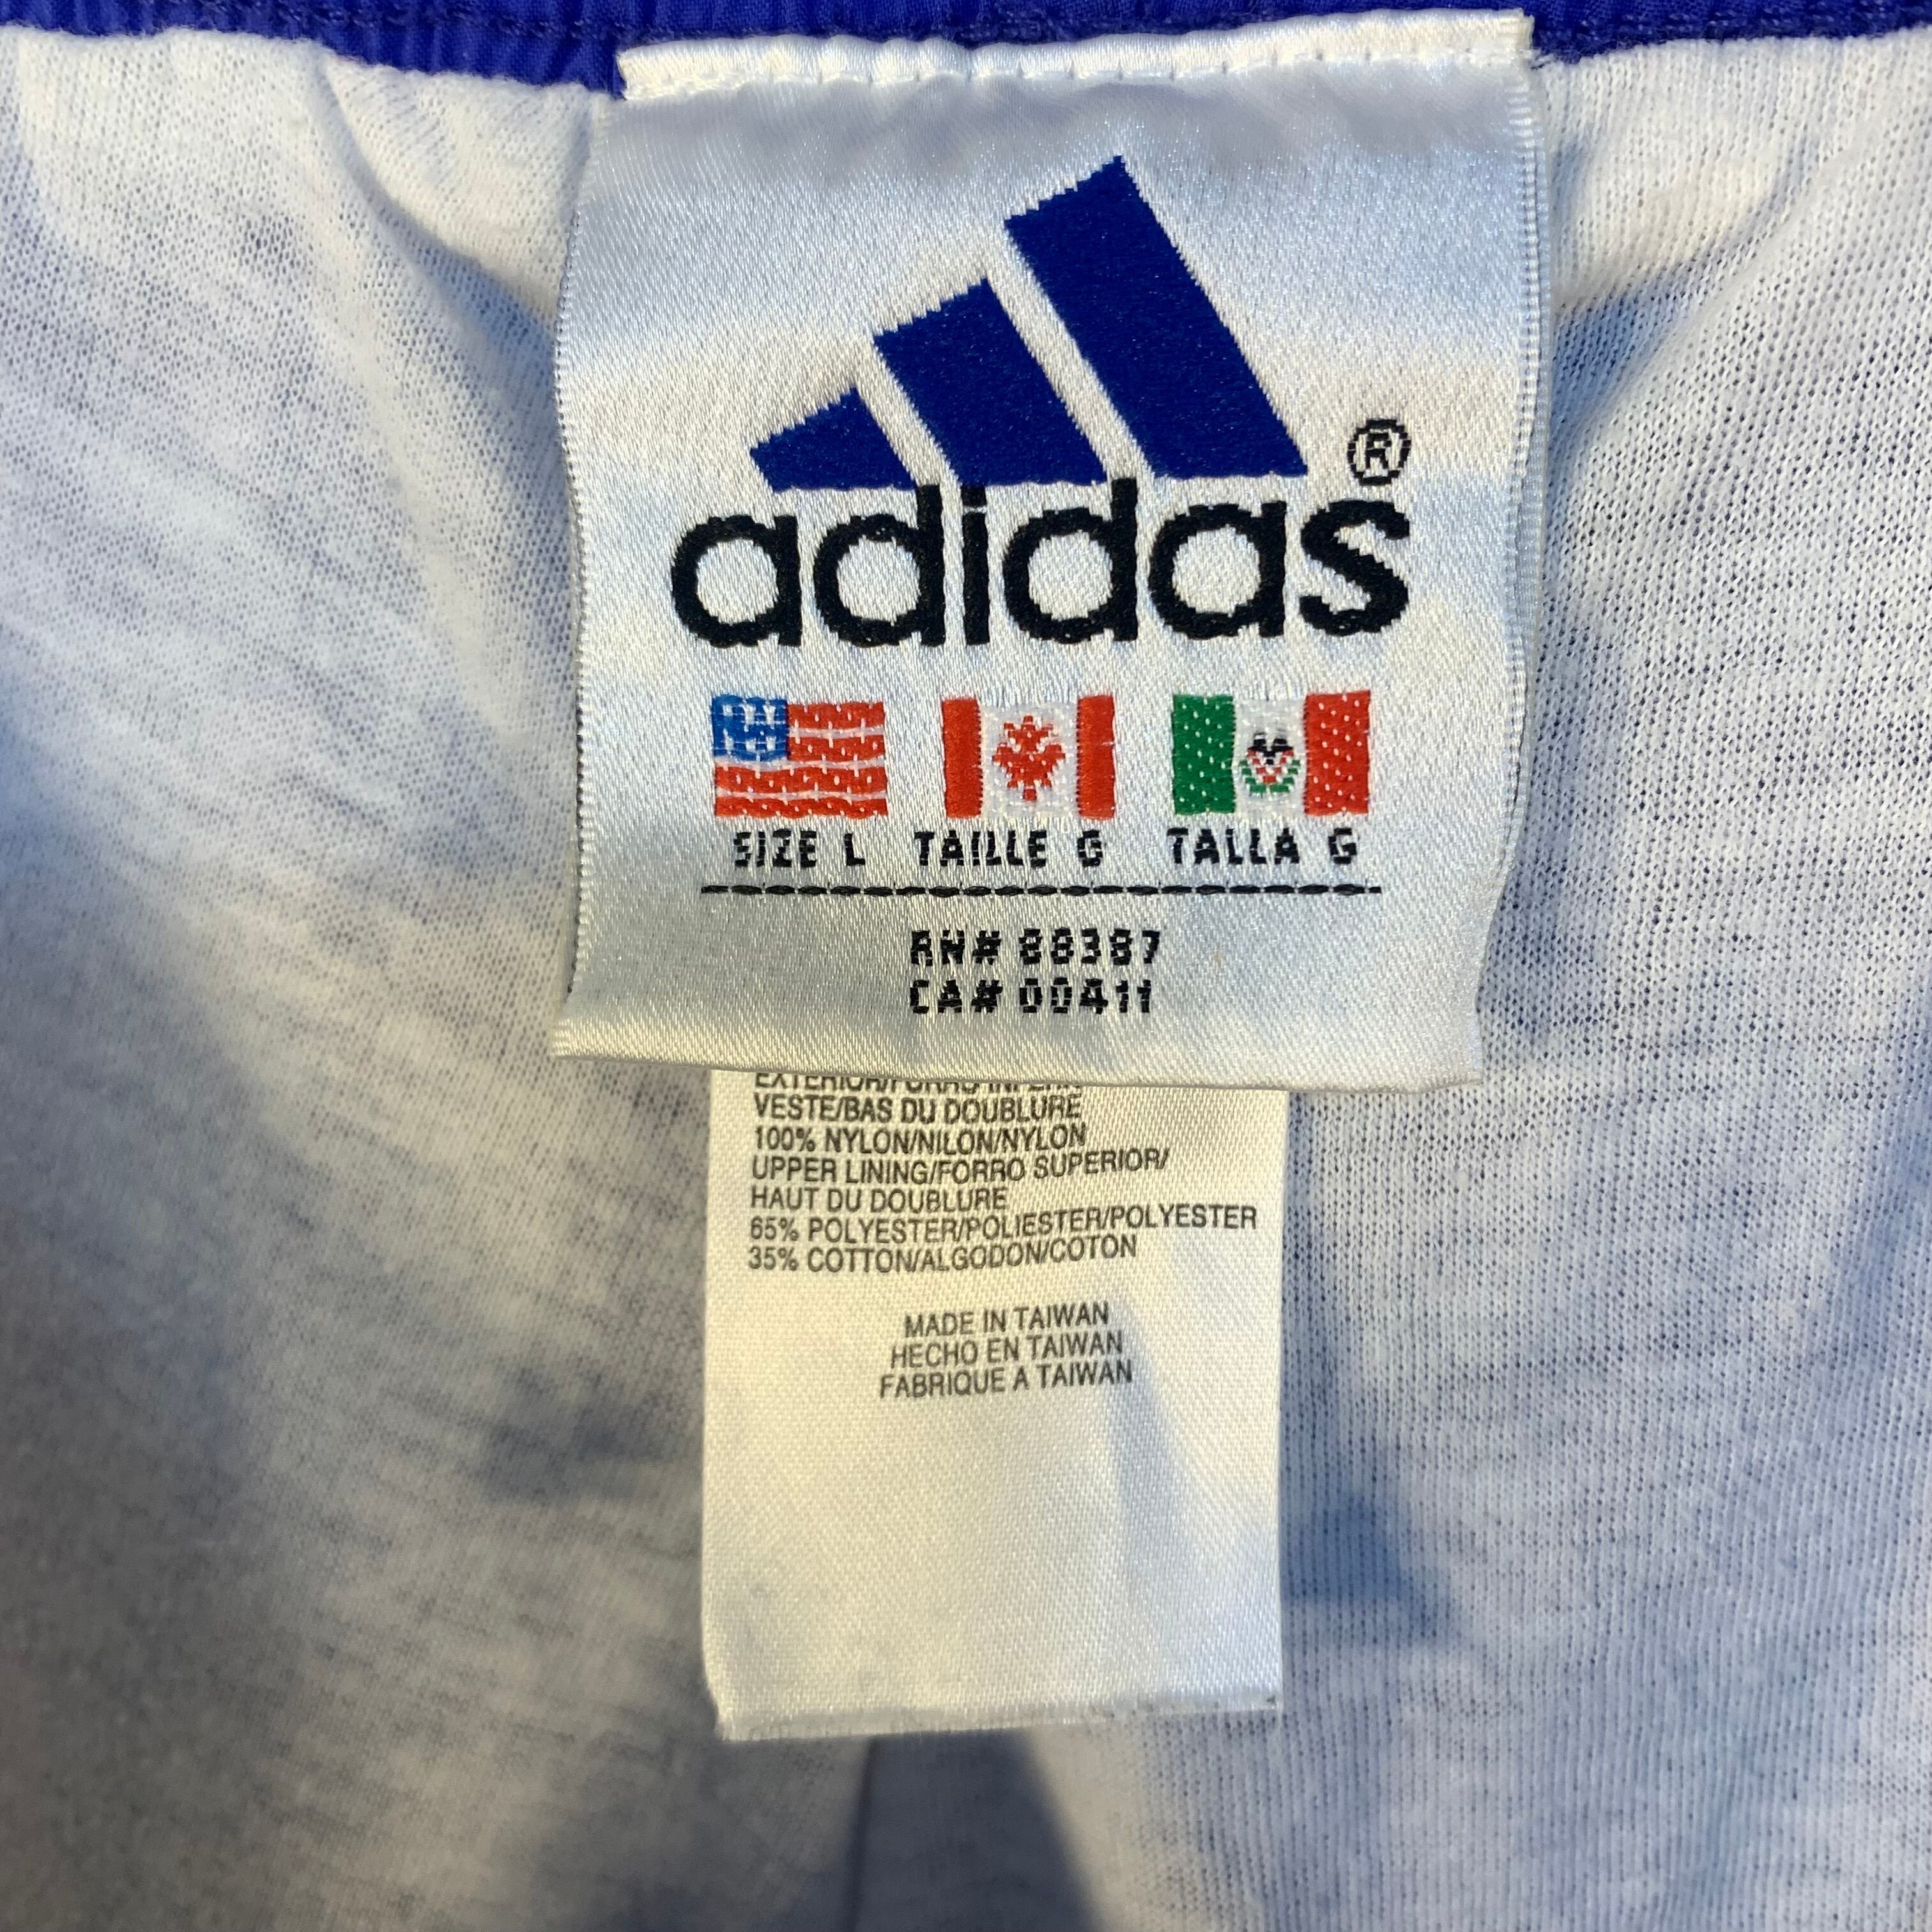 adidas®
SIZE L TAILLE G TALLA G
RN# 88387
CA# 00411
VESTE/BAS DU DOUBLURE
100% NYLON/NILON/NYLON
UPPER LINING/FORRO SUPERIOR/
HAUT DU DOUBLURE
65% POLYESTER/POLIESTER/POLYESTER
35% COTTON/ALGODON/COTON
MADE IN TAIWAN
HECHO EN TAIWAN
FABRIQUE A TAIWAN